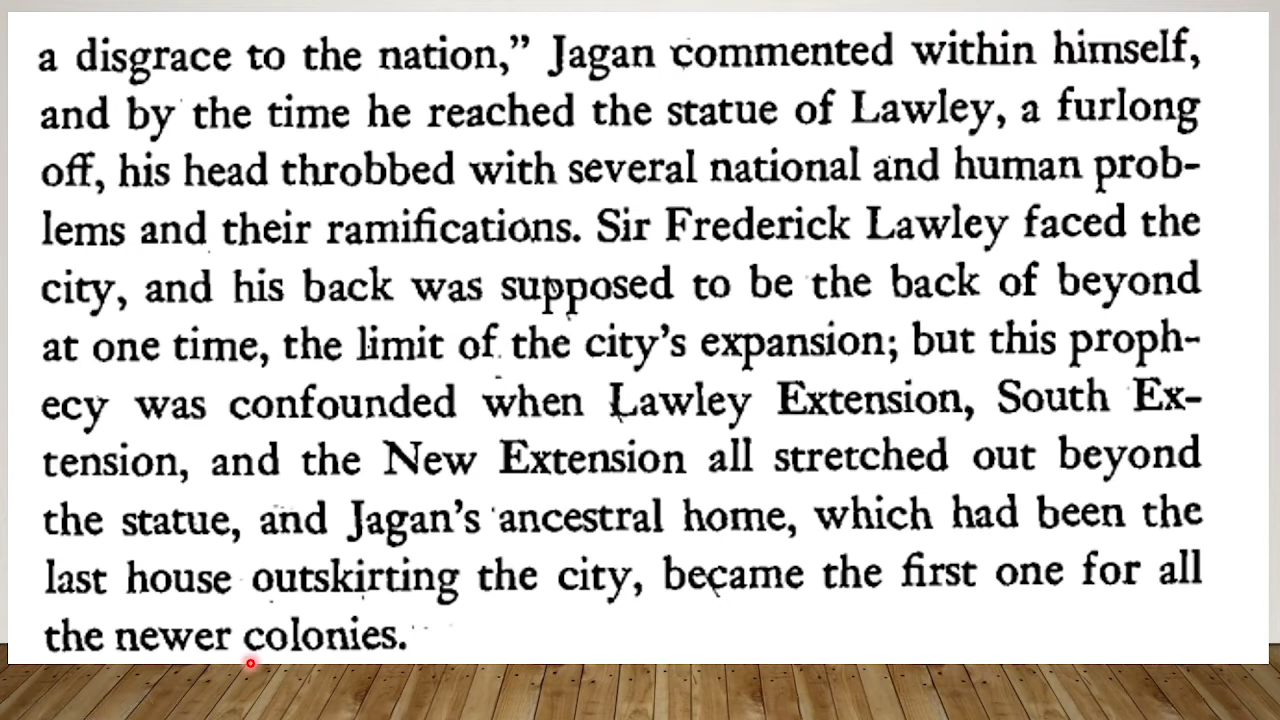 a disgrace to the nation,” Jagan commented within himself,
and by the time he reached the statue of Lawley, a furlong
off, his head throbbed with several national and human prob-
lems and their ramifications. Sir Frederick Lawley faced the
city, and his back was supposed to be the back of beyond
at one time, the limit of the city’s expansion; but this proph-
ecy was confounded when Lawley Extension, South Ex-
tension, and the New Extension all stretched out beyond
the statue, and Jagan’s ancestral home, which had been the
last house outskirting the city, became the first one for all
the newer colonies.